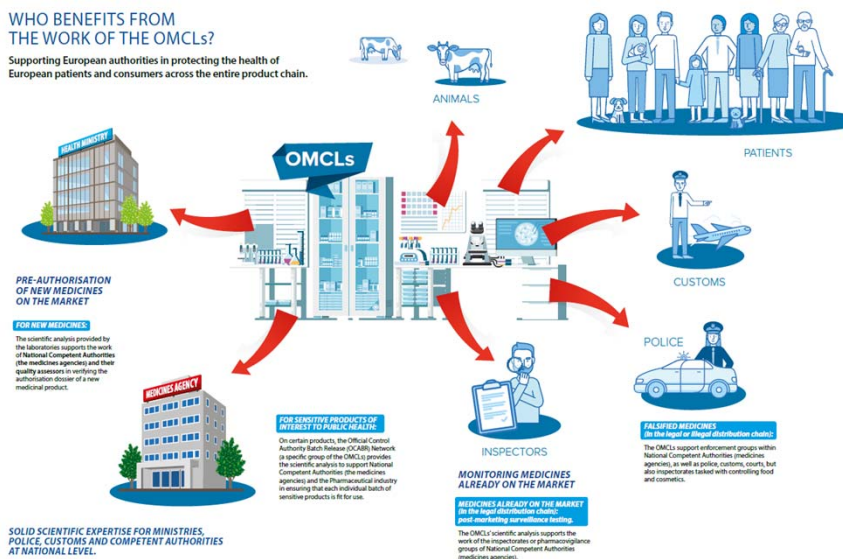 WHO BENEFITS FROM
THE WORK OF THE OMCLs?
Supporting European authorities in protecting the health of
European patients and consumers across the entire product chain.
ANIMALS
PATIENTS
HEALTH MINISTRY
OMCLs
CUSTOMS
PRE-AUTHORISATION
OF NEW MEDICINES
ON THE MARKET
FOR NEW MEDICINES:
The scientific analysis provided by
the laboratories supports the work
of National Competent Authorities
(the medicines agencies) and their
quality assessors in verifying the
authorisation dossier of a new
medicinal product.
MEDICINES AGENCY
FOR SENSITIVE PRODUCTS OF
INTEREST TO PUBLIC HEALTH:
On certain products, the Official Control
Authority Batch Release (OCABR) Network
(a specific group of the OMCLs) provides
the scientific analysis to support National
Competent Authorities (the medicines
agencies) and the Pharmaceutical industry
in ensuring that each individual batch of
sensitive products is fit for use.
INSPECTORS
MONITORING MEDICINES
ALREADY ON THE MARKET
MEDICINES ALREADY ON THE MARKET
(in the legal distribution chain):
post-marketing surveillance testing.
The OMCLs' scientific analysis supports the
work of the inspectorates or pharmacovigilance
groups of National Competent Authorities
(medicines agencies).
POLICE
FALSIFIED MEDICINES
(in the legal or illegal distribution chain):
The OMCLs support enforcement groups within
National Competent Authorities (medicines
agencies), as well as police, customs, courts, but
also inspectorates tasked with controlling food
and cosmetics.
SOLID SCIENTIFIC EXPERTISE FOR MINISTRIES,
POLICE, CUSTOMS AND COMPETENT AUTHORITIES
AT NATIONAL LEVEL.